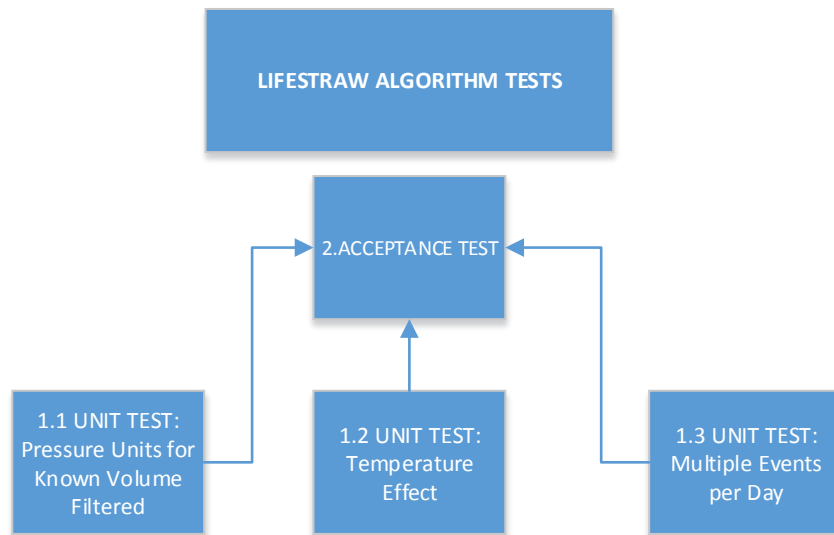 LIFESTRAW ALGORITHM TESTS
2.ACCEPTANCE TEST
1.1 UNIT TEST:
Pressure Units for
Known Volume
Filtered
1.2 UNIT TEST:
Temperature
Effect
1.3 UNIT TEST:
Multiple Events
per Day